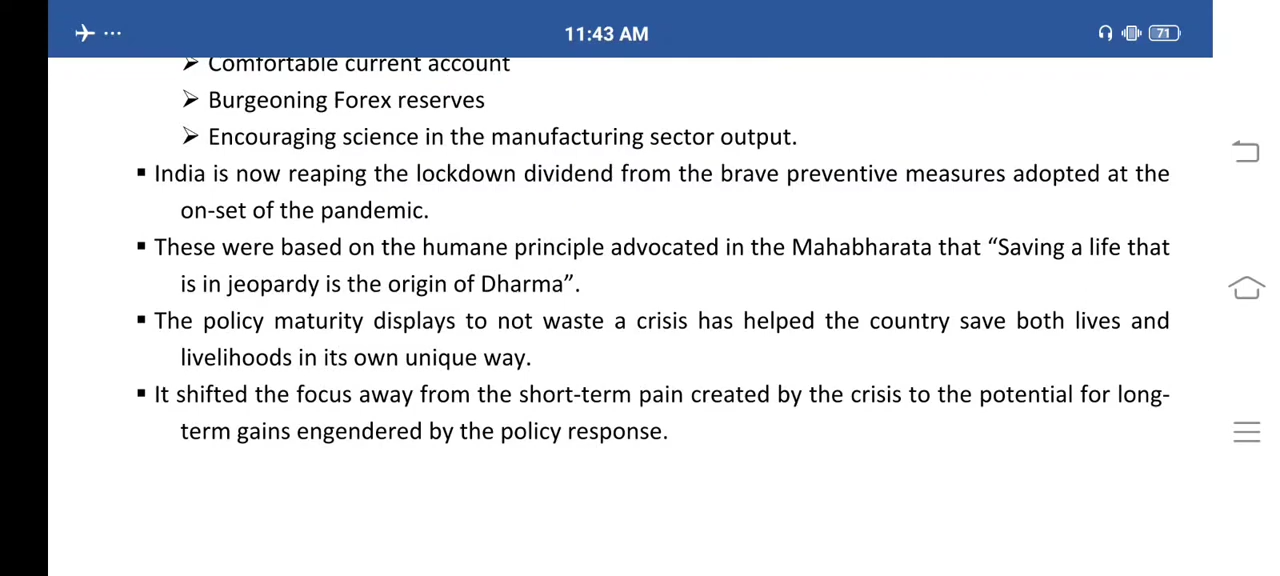 11:43 AM
71
➢ Comfortable current account
➢ Burgeoning Forex reserves
➢ Encouraging science in the manufacturing sector output.
▪ India is now reaping the lockdown dividend from the brave preventive measures adopted at the
on-set of the pandemic.
▪ These were based on the humane principle advocated in the Mahabharata that “Saving a life that
is in jeopardy is the origin of Dharma”.
▪ The policy maturity displays to not waste a crisis has helped the country save both lives and
livelihoods in its own unique way.
▪ It shifted the focus away from the short-term pain created by the crisis to the potential for long-
term gains engendered by the policy response.